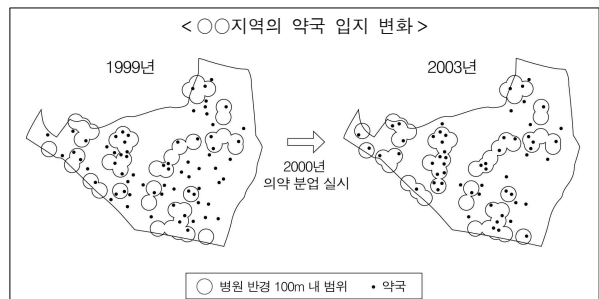 < ○○지역의 약국 입지 변화 >
1999년
2003년
2000년
의약 분업 실시
병원 반경 100m 내 범위
약국